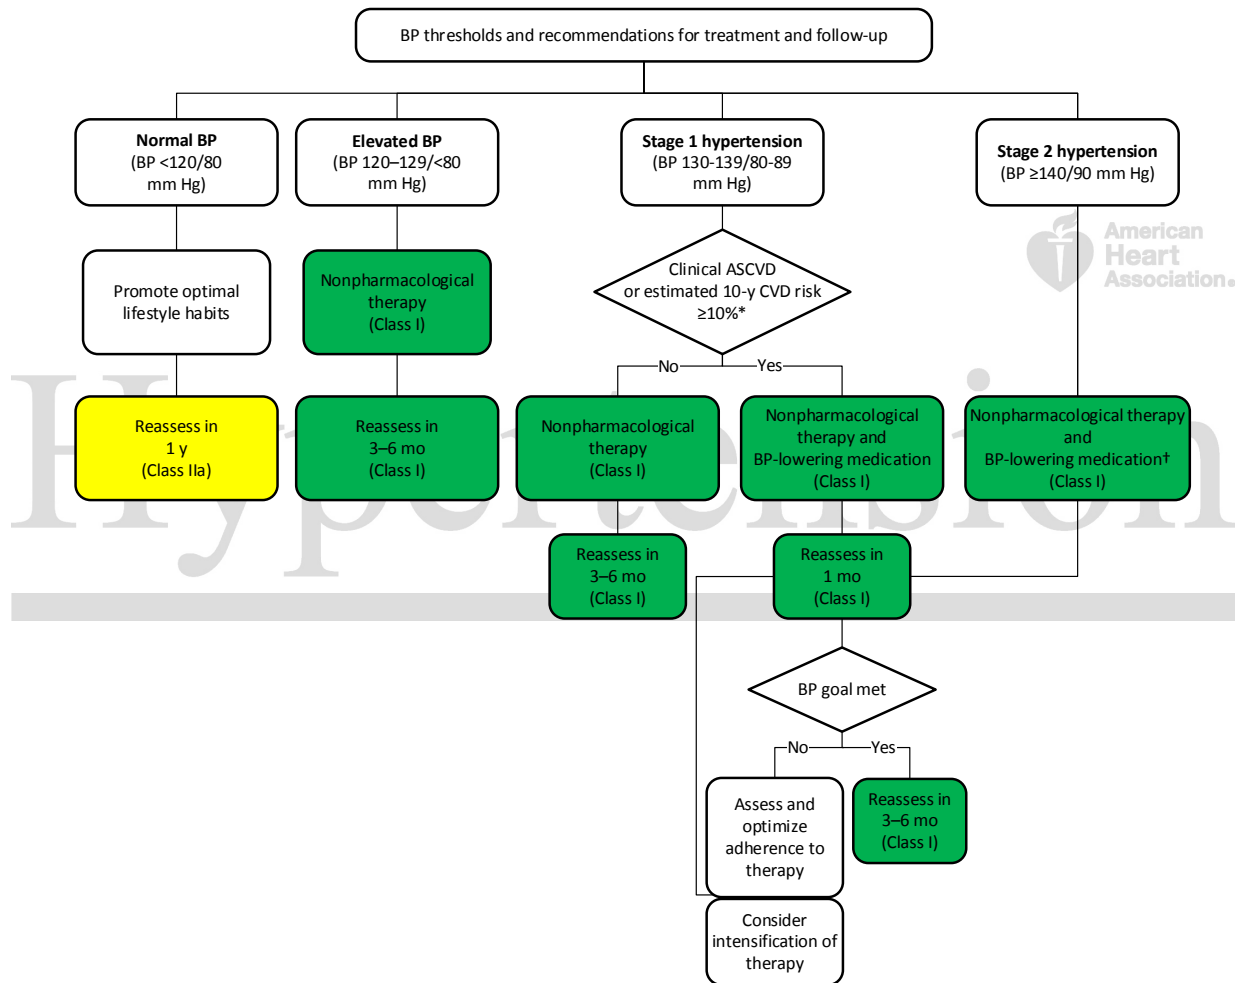 BP thresholds and recommendations for treatment and follow-up
Normal BP
(BP <120/80
mm Hg)
Elevated BP
(BP 120–129/<80
mm Hg)
Stage 1 hypertension
(BP 130-139/80-89
mm Hg)
Stage 2 hypertension
(BP ≥140/90 mm Hg)
American
Heart
Association.
Promote optimal
lifestyle habits
Nonpharmacological
therapy
(Class I)
Clinical ASCVD
or estimated 10-y CVD risk
≥10%*
No
Yes
Hypertension
Reassess in
1 y
(Class IIa)
Reassess in
3–6 mo
(Class I)
Nonpharmacological
therapy
(Class I)
Nonpharmacological
therapy and
BP-lowering medication
(Class I)
Nonpharmacological therapy
and
BP-lowering medication†
(Class I)
Reassess in
3–6 mo
(Class I)
Reassess in
1 mo
(Class I)
BP goal met
No
Yes
Assess and
optimize
adherence to
therapy
Reassess in
3–6 mo
(Class I)
Consider
intensification of
therapy